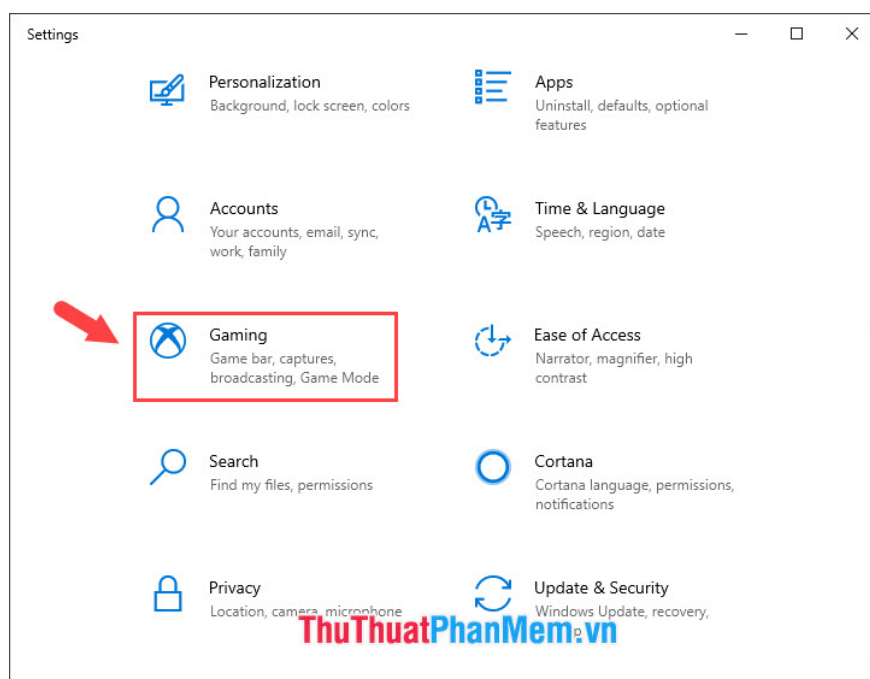 Settings
Personalization
Background, lock screen, colors
Apps
Uninstall, defaults, optional
features
Accounts
Your accounts, email, sync,
work, family
Time & Language
Speech, region, date
Gaming
Game bar, captures,
broadcasting, Game Mode
Ease of Access
Narrator, magnifier, high
contrast
Search
Find my files, permissions
Cortana
Cortana language, permissions,
notifications
Privacy
Location, camera, microphone
Update & Security
Windows Update, recovery,
ThuThuatPhanMem.vn